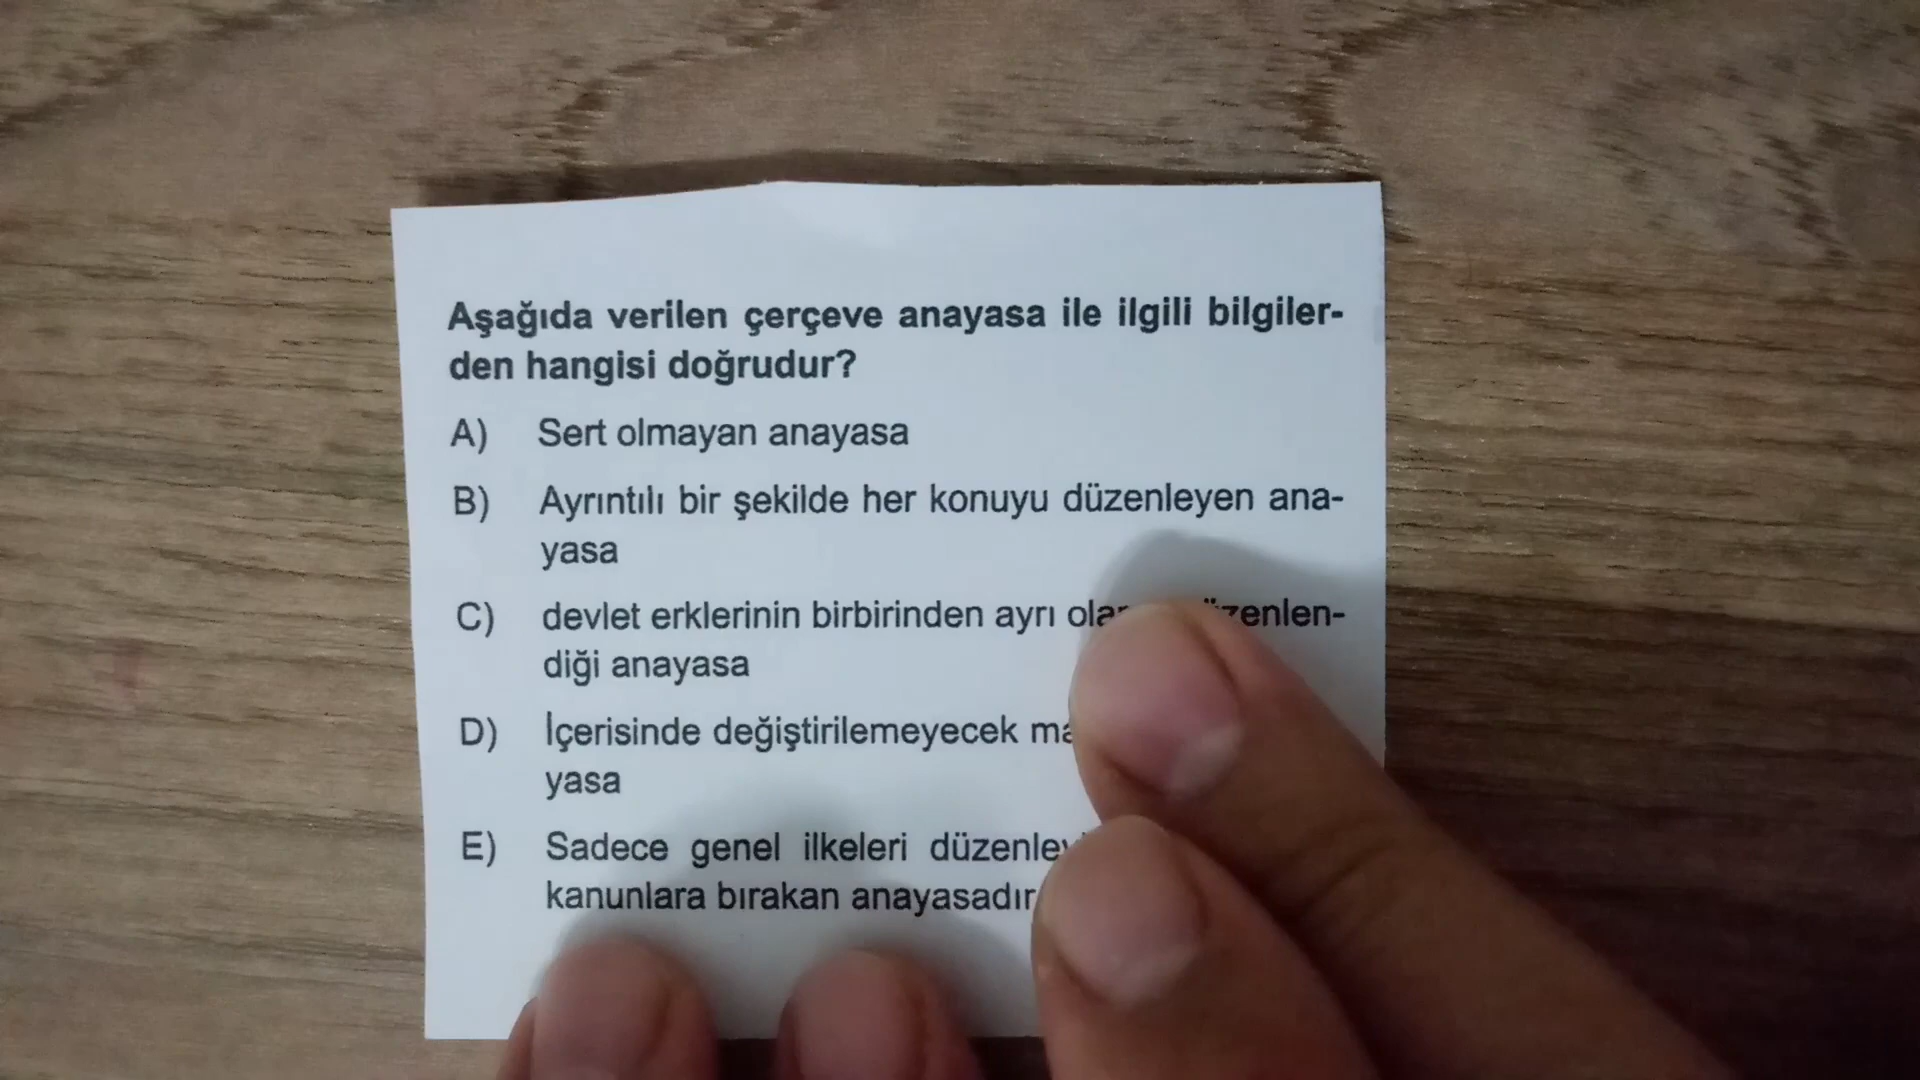 Aşağıda verilen çerçeve anayasa ile ilgili bilgiler-
den hangisi doğrudur?
A) Sert olmayan anayasa
B) Ayrıntılı bir şekilde her konuyu düzenleyen ana-
yasa
C) devlet erklerinin birbirinden ayrı
diği anayasa
D) İçerisinde değiştirilemeyecek
yasa
E) Sadece genel ilkeleri
kanunlara bırakan anayasadır